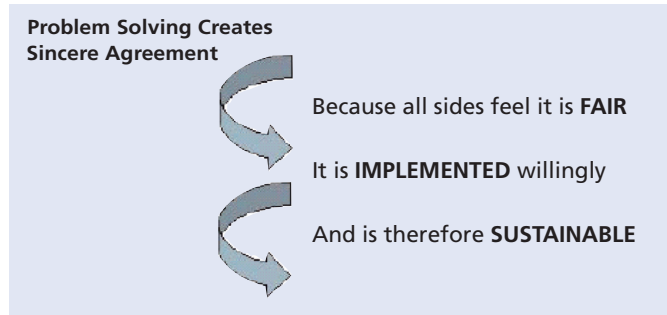 Problem Solving Creates
Sincere Agreement
Because all sides feel it is FAIR
It is IMPLEMENTED willingly
And is therefore SUSTAINABLE